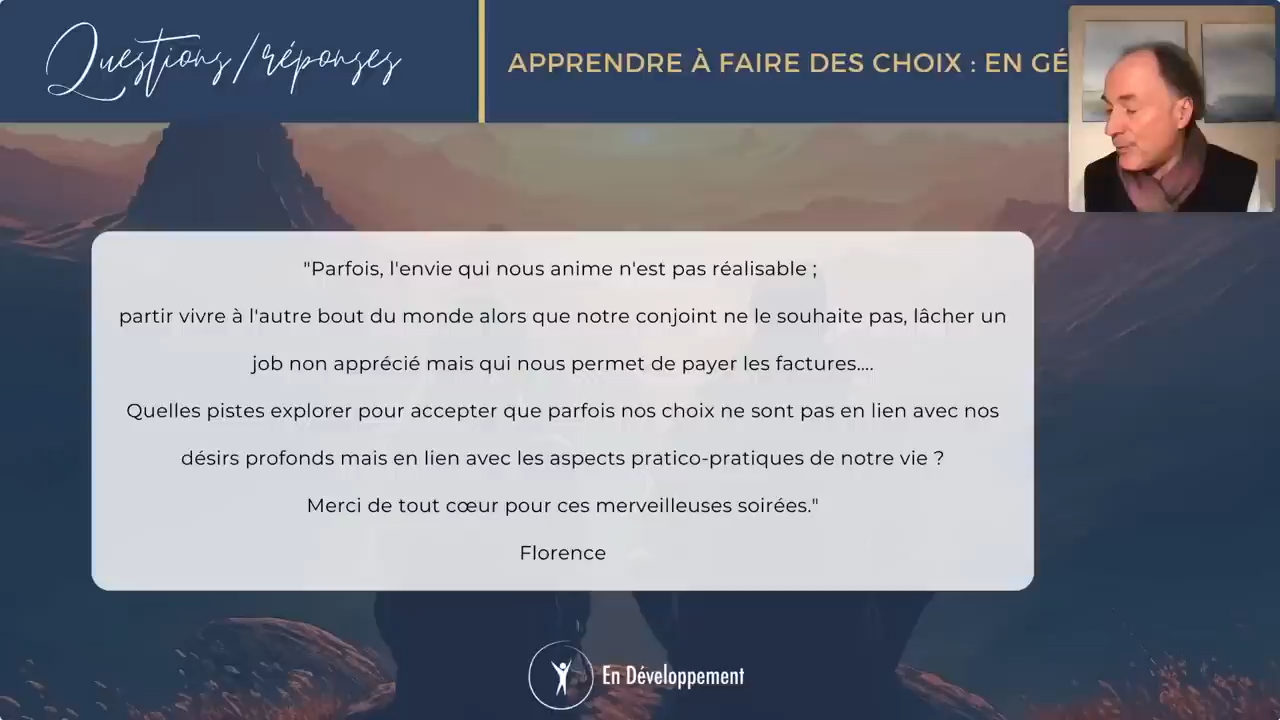 Questions/réponses
APPRENDRE À FAIRE DES CHOIX : EN GÉ
"Parfois, l'envie qui nous anime n'est pas réalisable ;
partir vivre à l'autre bout du monde alors que notre conjoint ne le souhaite pas, lâcher un
job non apprécié mais qui nous permet de payer les factures....
Quelles pistes explorer pour accepter que parfois nos choix ne sont pas en lien avec nos
désirs profonds mais en lien avec les aspects pratico-pratiques de notre vie ?
Merci de tout cœur pour ces merveilleuses soirées."
Florence
En Développement